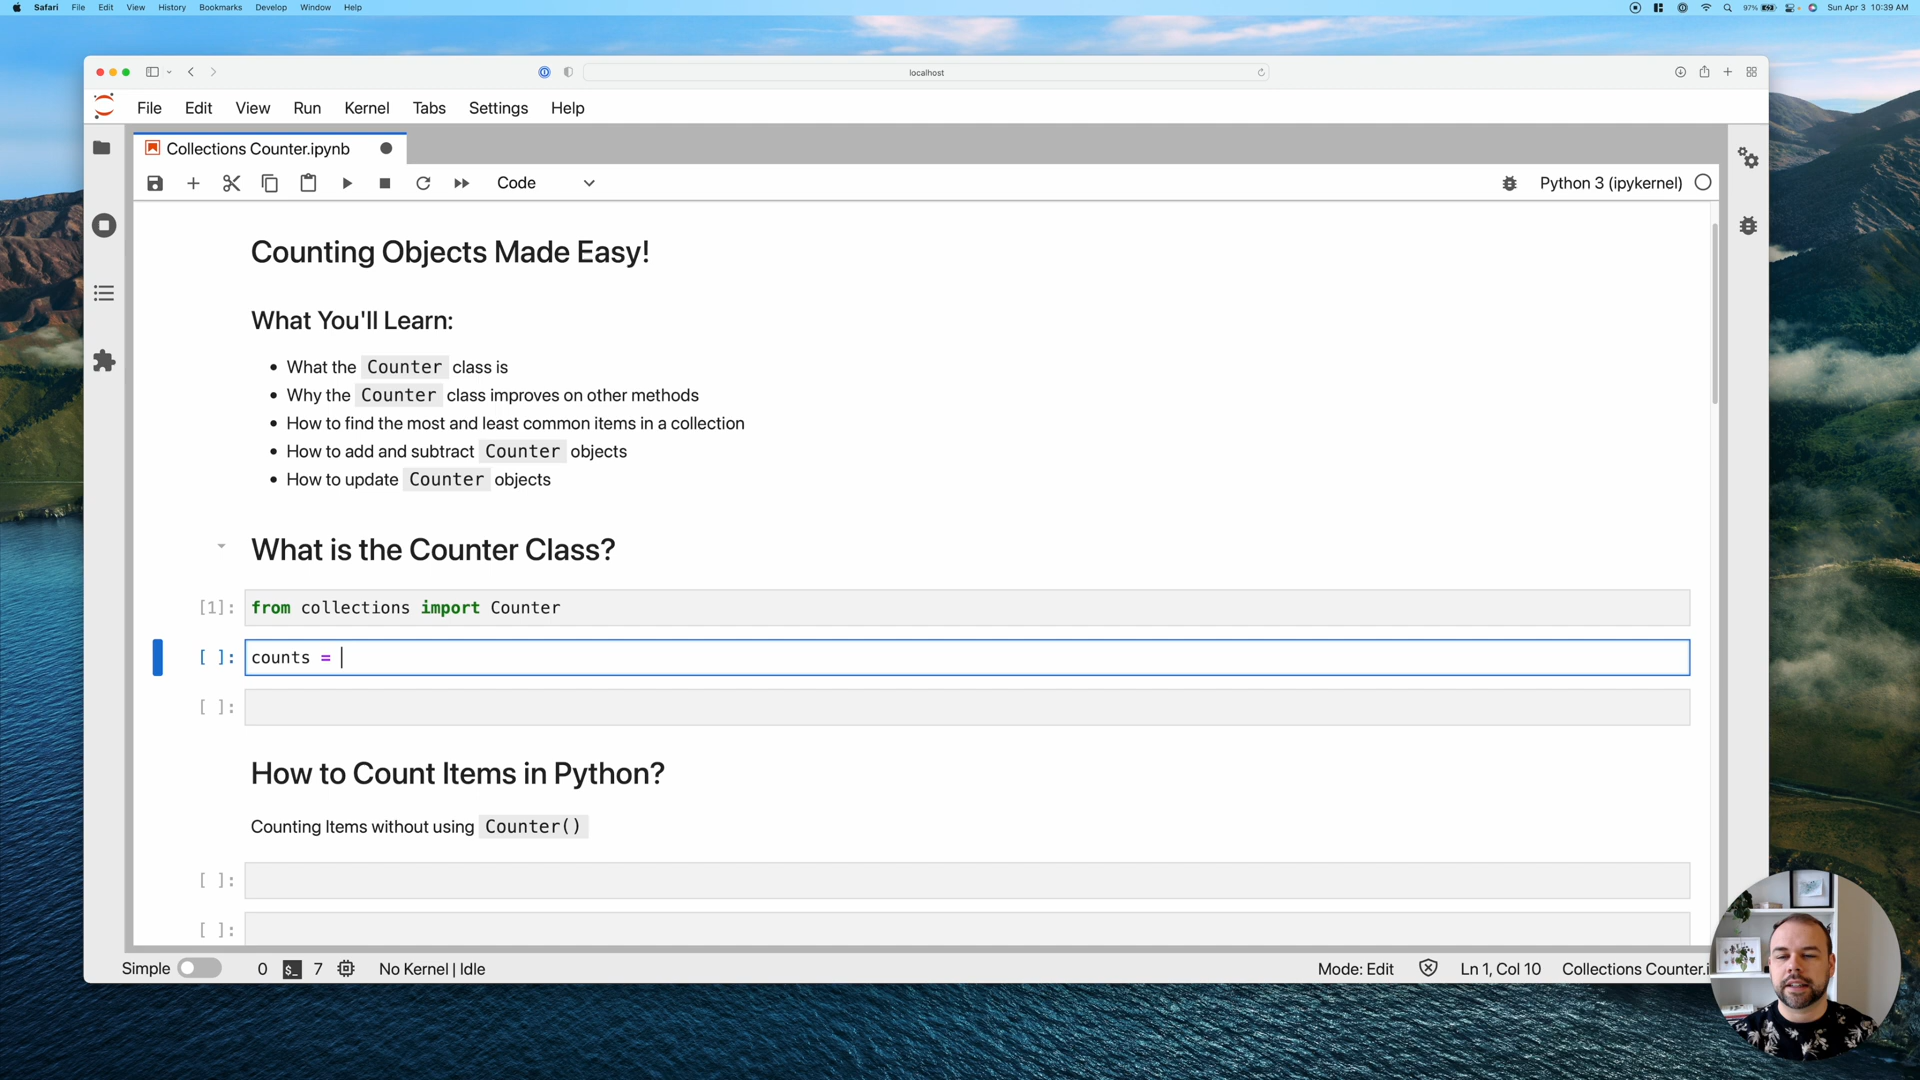 Safari File Edit View History Bookmarks Develop Window Help
97% Sun Apr 3 10:39 AM
localhost
File Edit View Run Kernel Tabs Settings Help
Collections Counter.ipynb
Code
Python 3 (ipykernel)
Counting Objects Made Easy!
What You'll Learn:
• What the Counter class is
• Why the Counter class improves on other methods
• How to find the most and least common items in a collection
• How to add and subtract Counter objects
• How to update Counter objects
What is the Counter Class?
[1]: from collections import Counter
[ ]: counts =
[ ]:
How to Count Items in Python?
Counting Items without using Counter()
[ ]:
[ ]:
Simple 0 $_ 7 No Kernel | Idle
Mode: Edit Ln 1, Col 10 Collections Counter.i